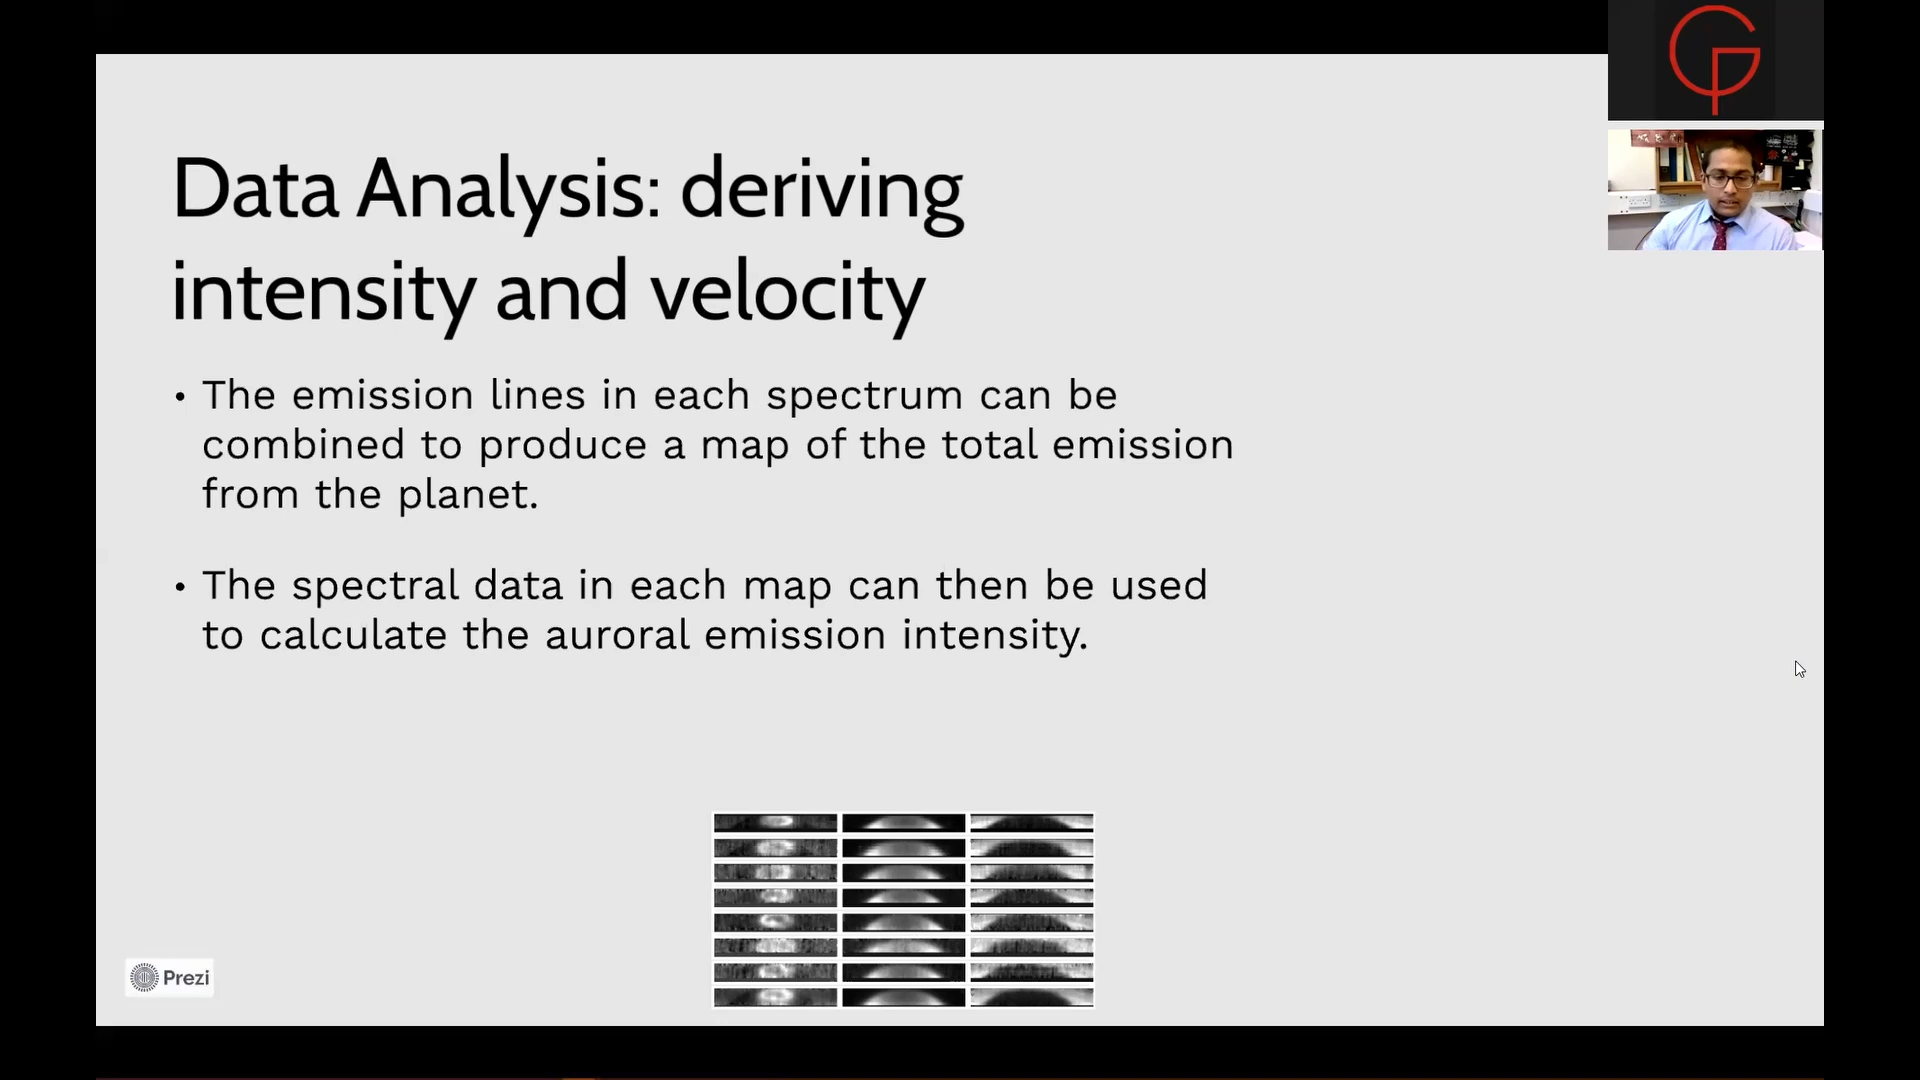 Data Analysis: deriving
intensity and velocity
• The emission lines in each spectrum can be
combined to produce a map of the total emission
from the planet.
• The spectral data in each map can then be used
to calculate the auroral emission intensity.
Prezi